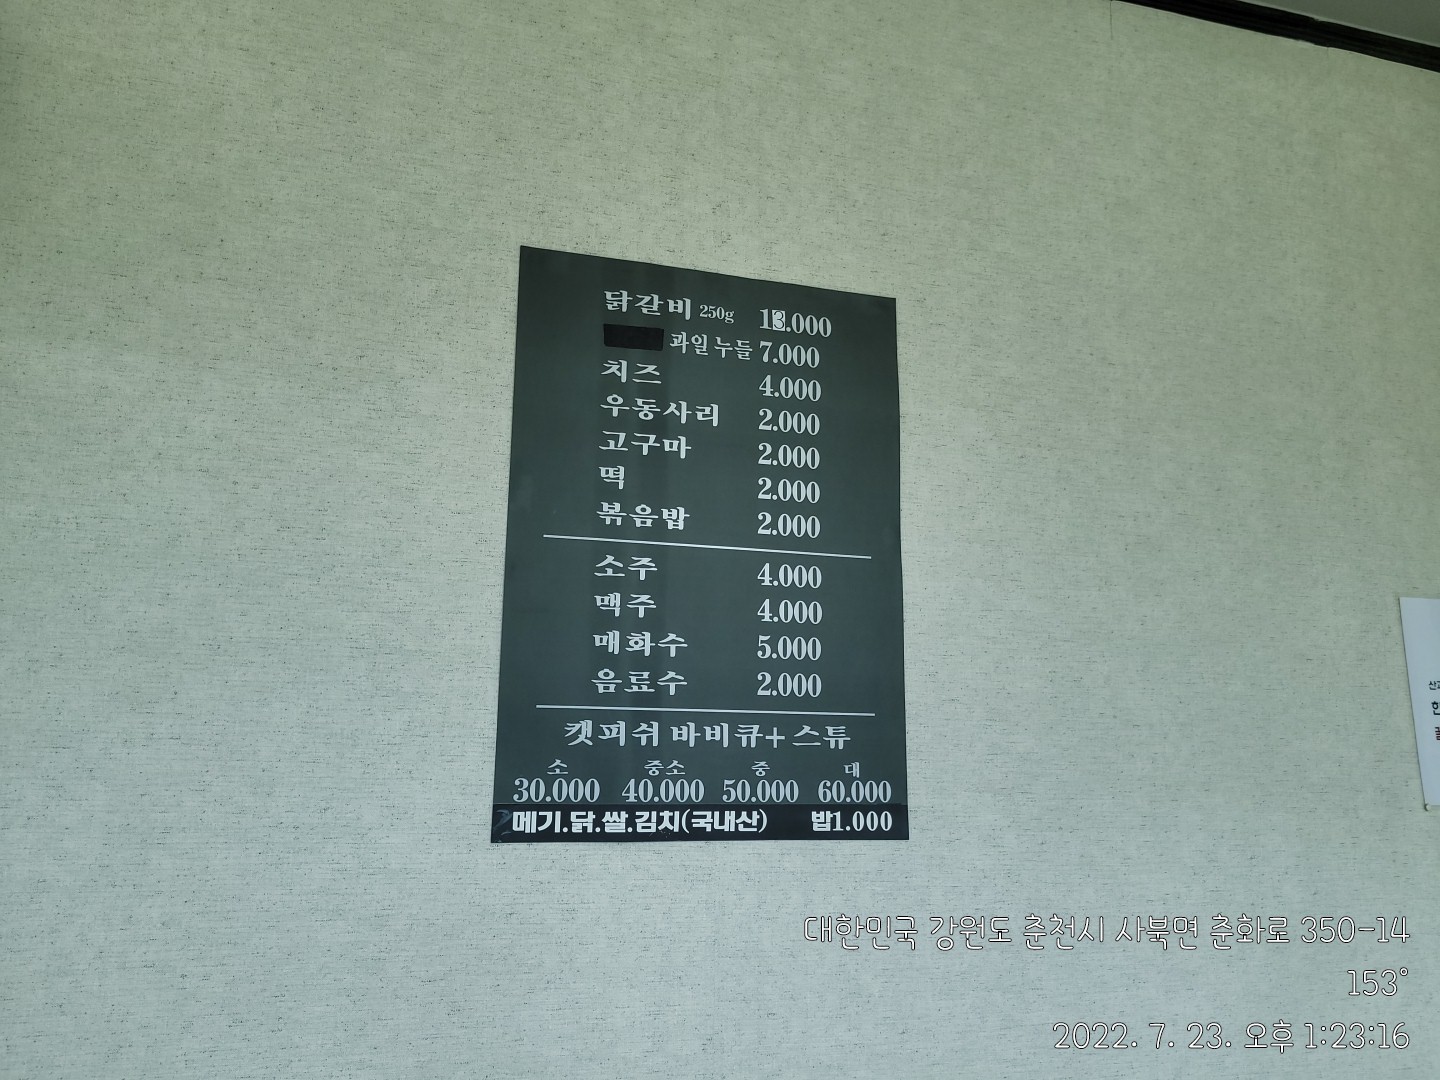 닭갈비 250g 13.000
과일 누들 7.000
치즈 4.000
우동사리 2.000
고구마 2.000
떡 2.000
볶음밥 2.000
소주 4.000
맥주 4.000
매화수 5.000
음료수 2.000
캣피쉬 바비큐+ 스튜
소 중소 중 대
30.000 40.000 50.000 60.000
메기.닭.쌀.김치(국내산) 밥1.000
대한민국 강원도 춘천시 사북면 춘화로 350-14
153°
2022. 7. 23. 오후 1:23:16